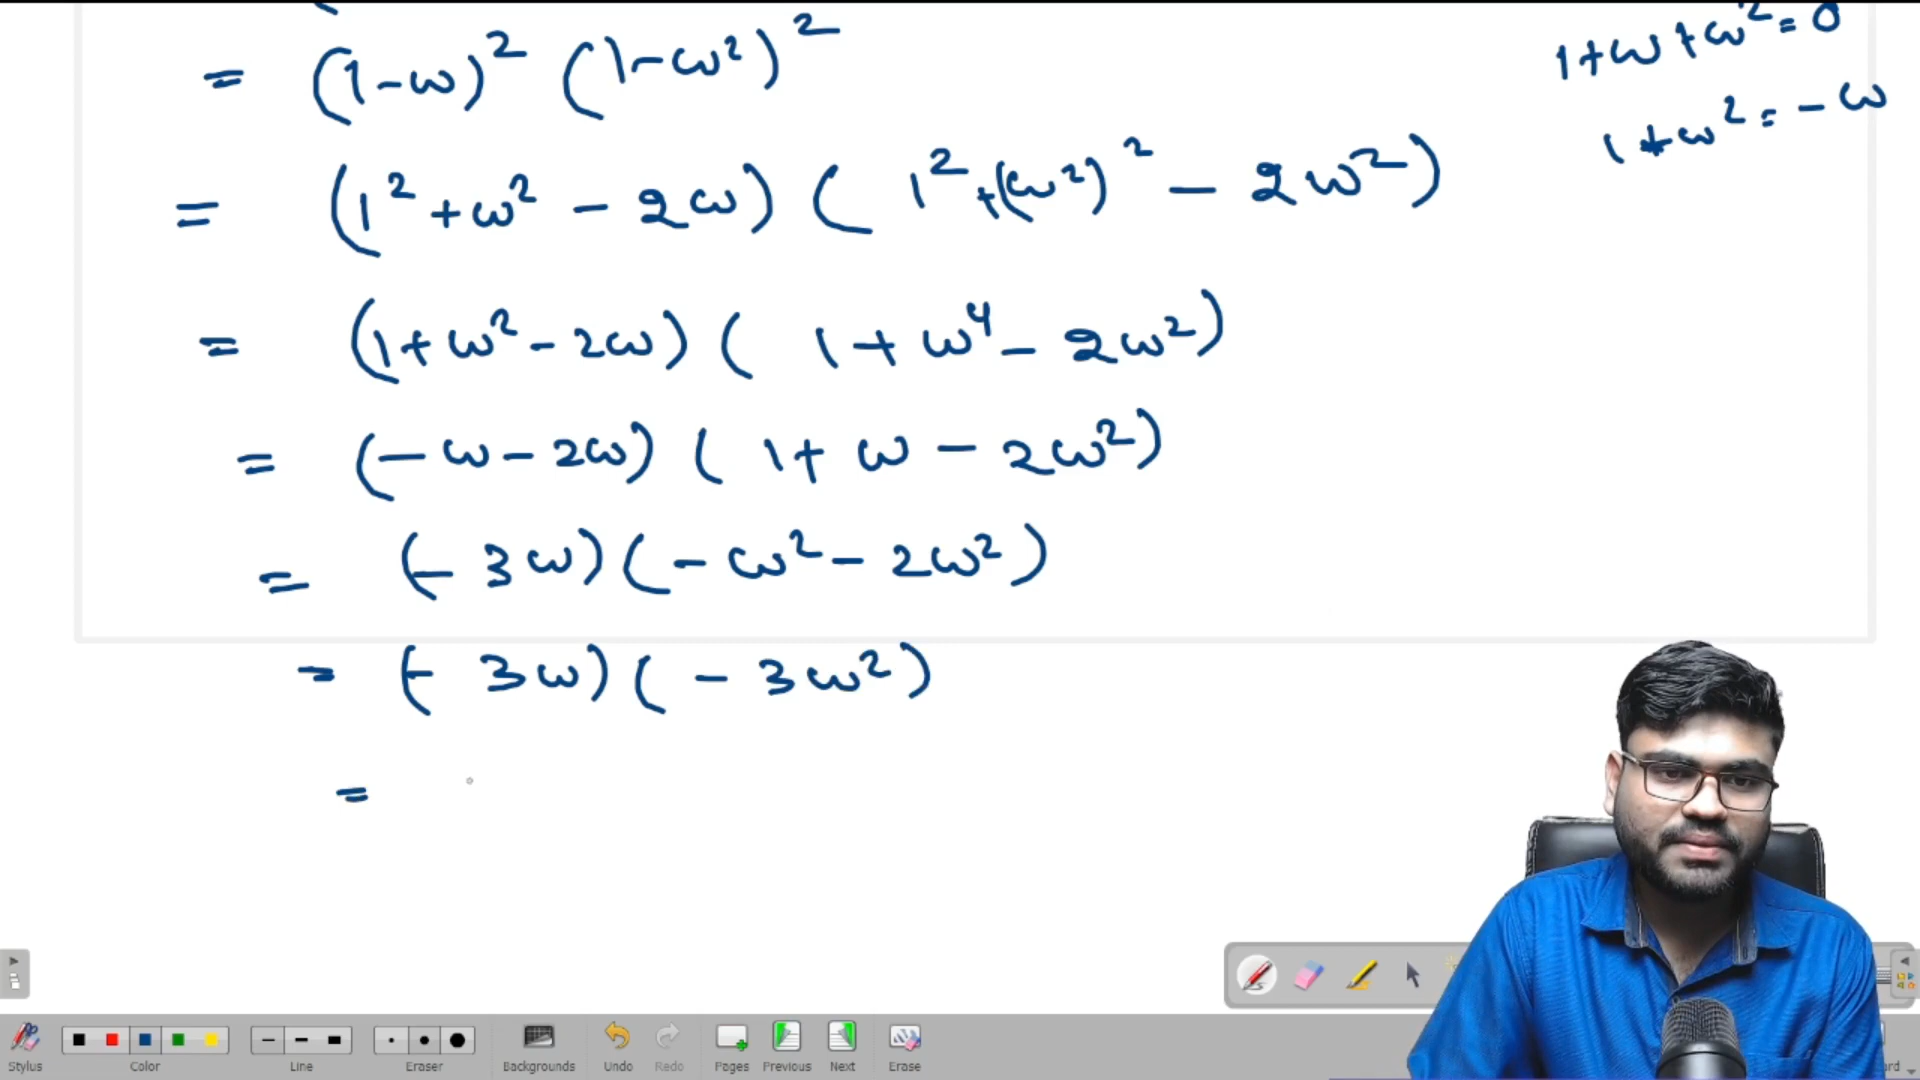 = (1-ω)² (1-ω²)²
1+ω+ω²=0
1+ω²=-ω
= (1²+ω²-2ω) (1²+(ω²)²-2ω²)
= (1+ω²-2ω) (1+ω⁴-2ω²)
= (-ω-2ω) (1+ω-2ω²)
= (-3ω) (-ω²-2ω²)
= (-3ω) (-3ω²)
=
Stylus Color Line Eraser Backgrounds Undo Redo Pages Previous Next Erase